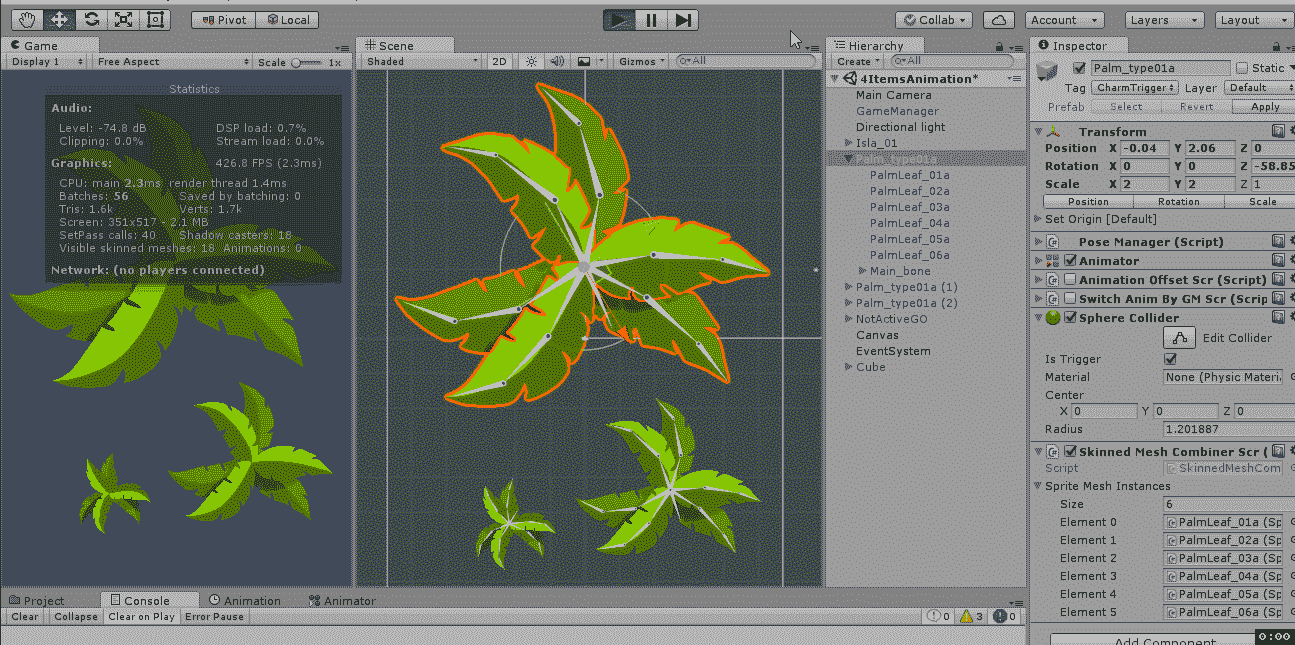 Pivot Local Collab Account Layers Layout
Game
Display 1 Free Aspect Scale 1x
Statistics
Audio:
Level: -74.8 dB DSP load: 0.7%
Clipping: 0.0% Stream load: 0.0%
Graphics: 426.8 FPS (2.3ms)
CPU: main 2.3ms render thread 1.4ms
Batches: 56 Saved by batching: 0
Tris: 1.6k Verts: 1.7k
Screen: 351x517 - 2.1 MB
SetPass calls: 40 Shadow casters: 18
Visible skinned meshes: 18 Animations: 0
Network: (no players connected)
Scene
Shaded 2D Gizmos All
Hierarchy
Create All
4ItemsAnimation*
Main Camera
GameManager
Directional light
Isla_01
Palm_type01a
PalmLeaf_01a
PalmLeaf_02a
PalmLeaf_03a
PalmLeaf_04a
PalmLeaf_05a
PalmLeaf_06a
Main_bone
Palm_type01a (1)
Palm_type01a (2)
NotActiveGO
Canvas
EventSystem
Cube
Inspector
Palm_type01a Static
Tag CharmTrigger Layer Default
Prefab Select Revert Apply
Transform
Position X -0.04 Y 2.06 Z 0
Rotation X 0 Y 0 Z -58.85
Scale X 2 Y 2 Z 1
Position Rotation Scale
Set Origin [Default]
Pose Manager (Script)
Animator
Animation Offset Scr (Script)
Switch Anim By GM Scr (Scrip
Sphere Collider
Edit Collider
Is Trigger
Material None (Physic Materi
Center
X 0 Y 0 Z 0
Radius 1.201887
Skinned Mesh Combiner Scr (
Script SkinnedMeshCom
Sprite Mesh Instances
Size 6
Element 0 PalmLeaf_01a (Sp
Element 1 PalmLeaf_02a (Sp
Element 2 PalmLeaf_03a (Sp
Element 3 PalmLeaf_04a (Sp
Element 4 PalmLeaf_05a (Sp
Element 5 PalmLeaf_06a (Sp
Add Component
0:00
Project Console Animation Animator
Clear Collapse Clear on Play Error Pause 0 3 0